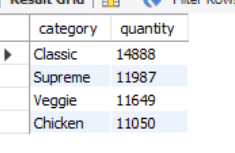 Result Grid Filter Rows
category quantity
Classic 14888
Supreme 11987
Veggie 11649
Chicken 11050